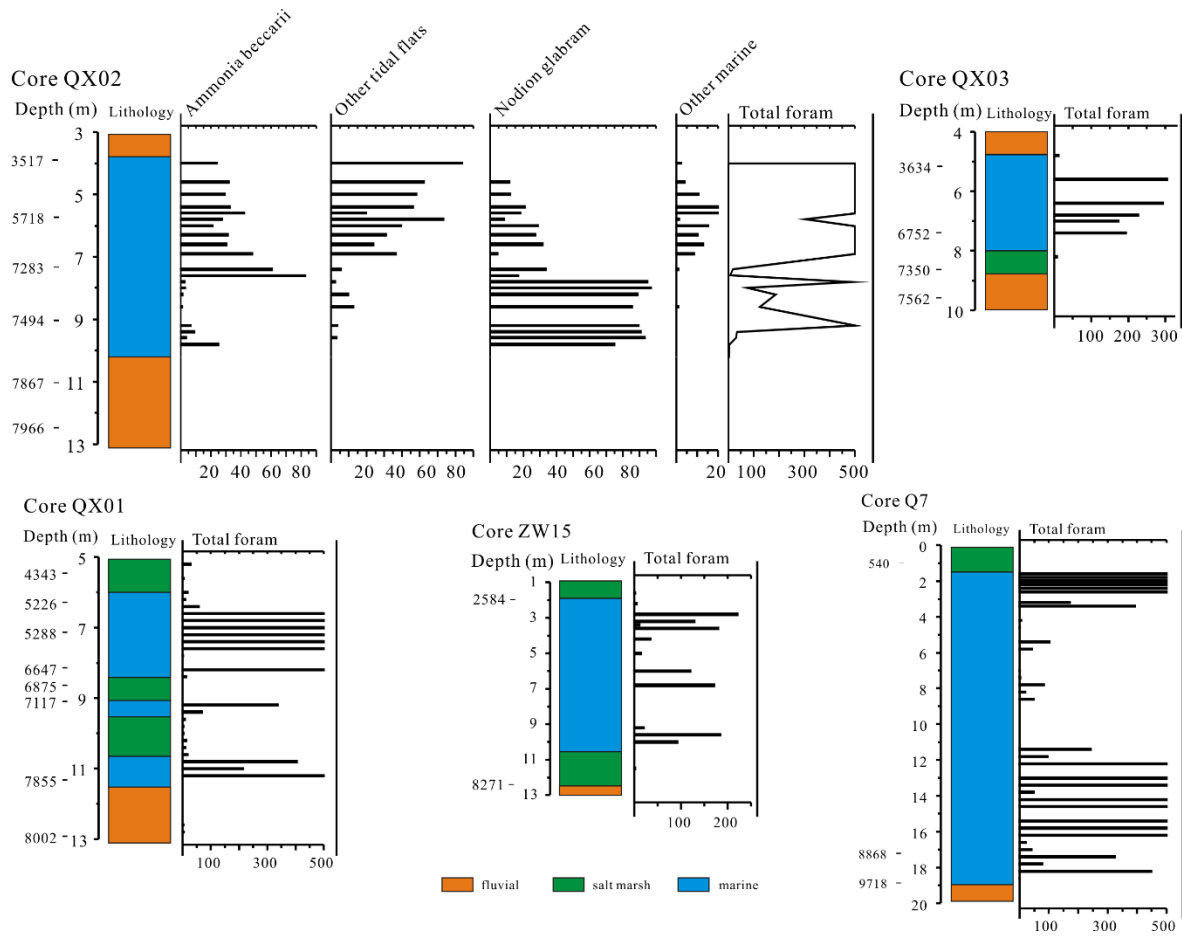 Ammonia beccarii
Other tidal flats
Nodion glabram
Other marine
Core QX02
Depth (m)
Lithology
Total foram
3
3517
5
5718
7
7283
7494
9
7867
11
7966
13
20 40 60 80
20 40 60 80
20 40 60 80
20
100 300 500
Core QX03
Depth (m)
Lithology
Total foram
4
3634
6
6752
8
7350
7562
10
100 200 300
Core QX01
Depth (m)
Lithology
Total foram
5
4343
5226
7
5288
6647
6875
9
7117
11
7855
8002
13
100 300 500
Core ZW15
Depth (m)
Lithology
Total foram
1
2584
3
5
7
9
11
8271
13
100 200
Core Q7
Depth (m)
Lithology
Total foram
0
540
2
4
6
8
10
12
14
16
8868
18
9718
20
100 300 500
fluvial
salt marsh
marine